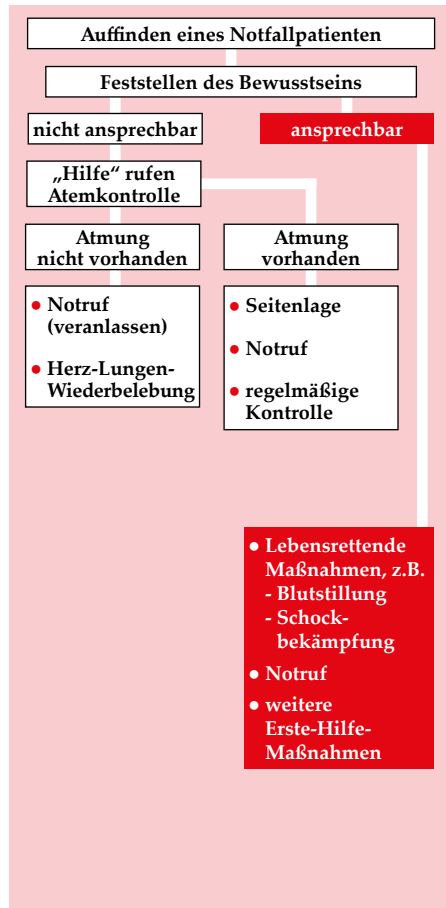 Auffinden eines Notfallpatienten
Feststellen des Bewusstseins
nicht ansprechbar
ansprechbar
„Hilfe“ rufen
Atemkontrolle
Atmung
nicht vorhanden
Atmung
vorhanden
● Notruf
(veranlassen)
● Herz-Lungen-
Wiederbelebung
● Seitenlage
● Notruf
● regelmäßige
Kontrolle
● Lebensrettende
Maßnahmen, z.B.
- Blutstillung
- Schock-
bekämpfung
● Notruf
● weitere
Erste-Hilfe-
Maßnahmen